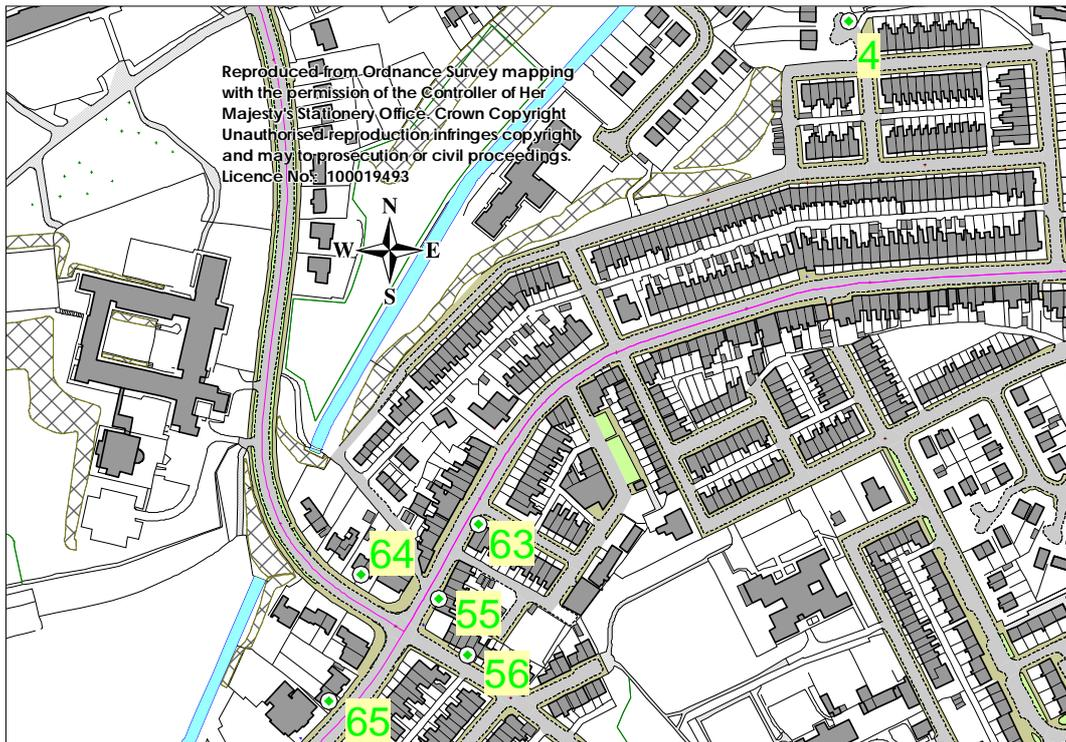 4
Reproduced from Ordnance Survey mapping
with the permission of the Controller of Her
Majesty's Stationery Office. Crown Copyright
Unauthorised reproduction infringes copyright
and may to prosecution or civil proceedings.
Licence No.: 100019493
N
W E
S
64
63
55
56
65